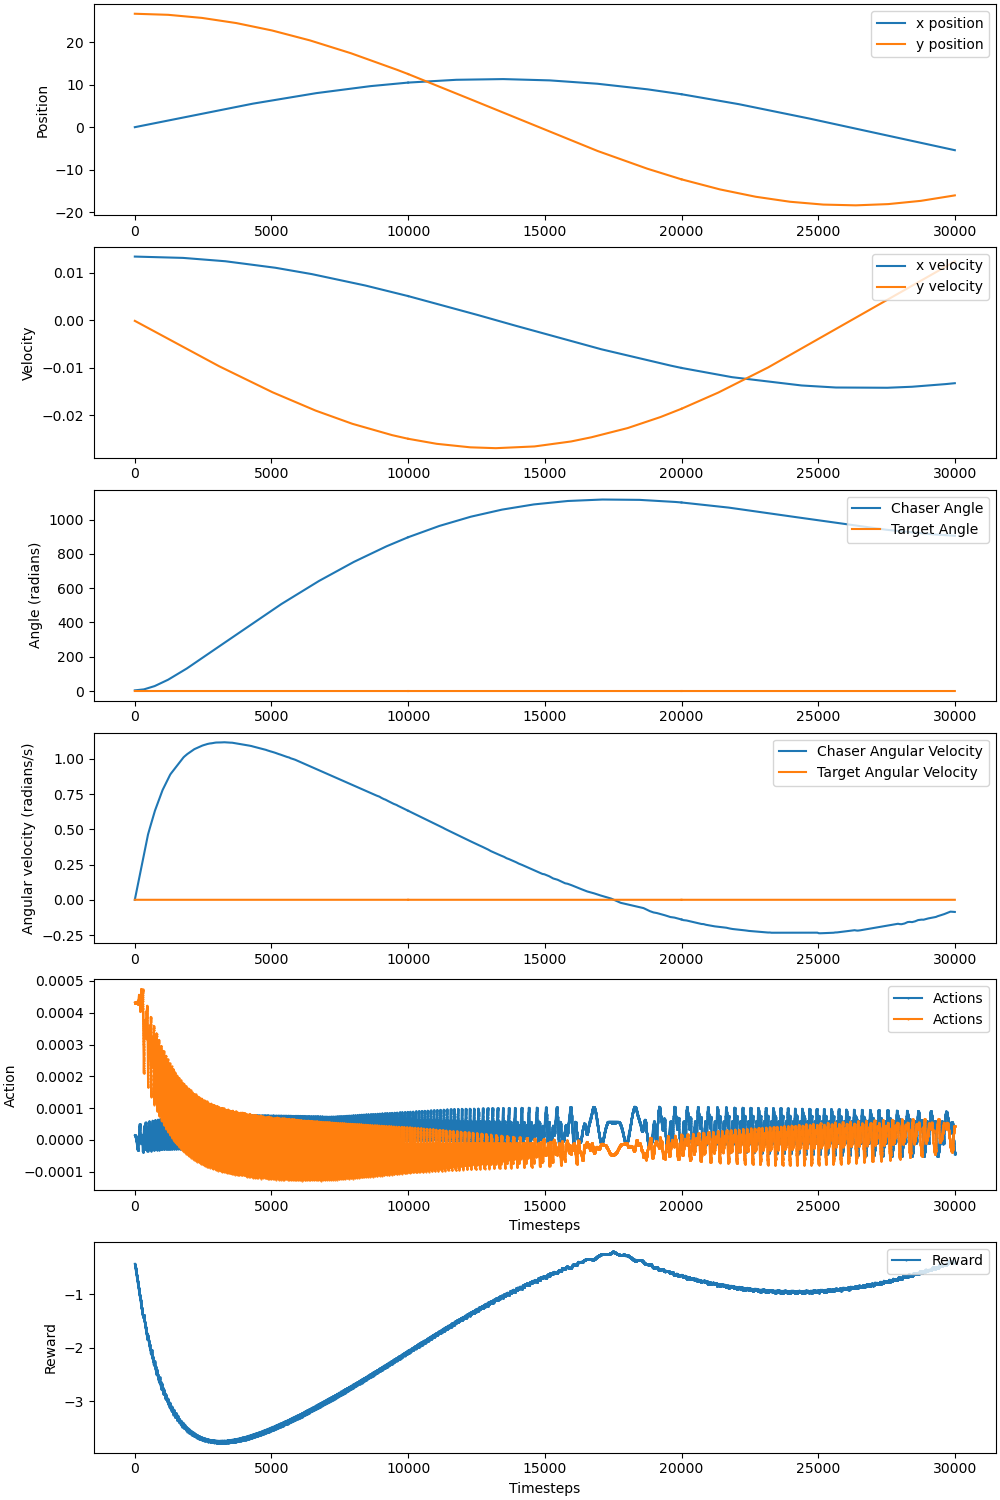 Position
20
10
0
−10
−20
x position
y position
0 5000 10000 15000 20000 25000 30000
Velocity
0.01
0.00
−0.01
−0.02
x velocity
y velocity
0 5000 10000 15000 20000 25000 30000
Angle (radians)
1000
800
600
400
200
0
Chaser Angle
Target Angle
0 5000 10000 15000 20000 25000 30000
Angular velocity (radians/s)
1.00
0.75
0.50
0.25
0.00
−0.25
Chaser Angular Velocity
Target Angular Velocity
0 5000 10000 15000 20000 25000 30000
Action
0.0005
0.0004
0.0003
0.0002
0.0001
0.0000
−0.0001
Actions
Actions
0 5000 10000 15000 20000 25000 30000
Timesteps
Reward
−1
−2
−3
Reward
0 5000 10000 15000 20000 25000 30000
Timesteps